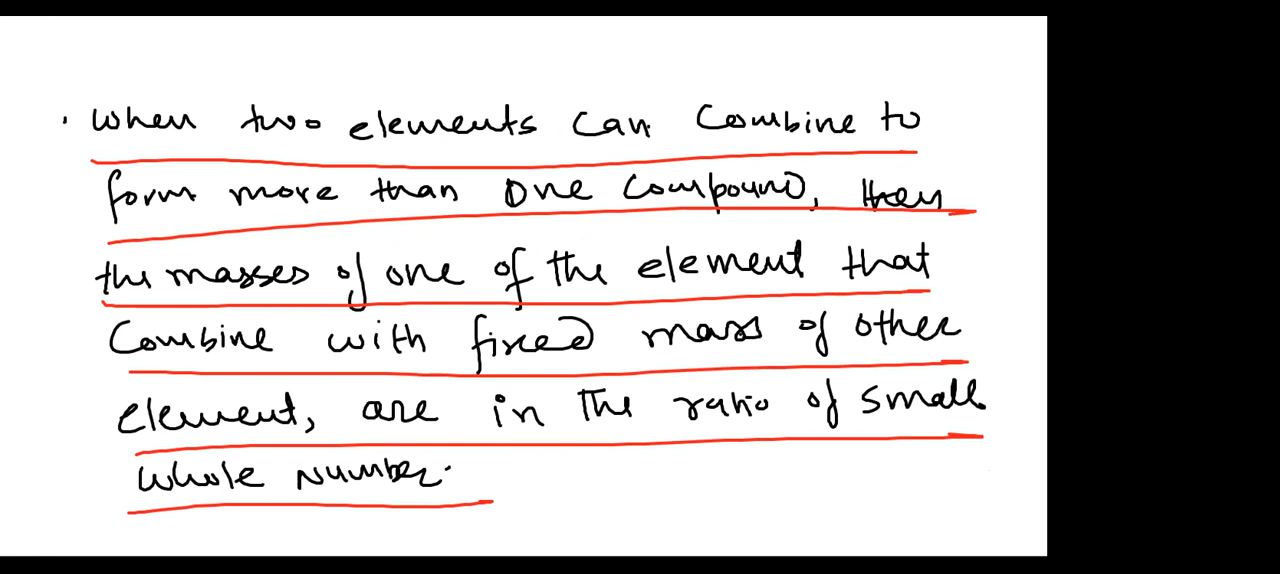 . when two elements can combine to
form more than one compound, then
the masses of one of the element that
combine with fixed mass of other
element, are in the ratio of small
whole number.